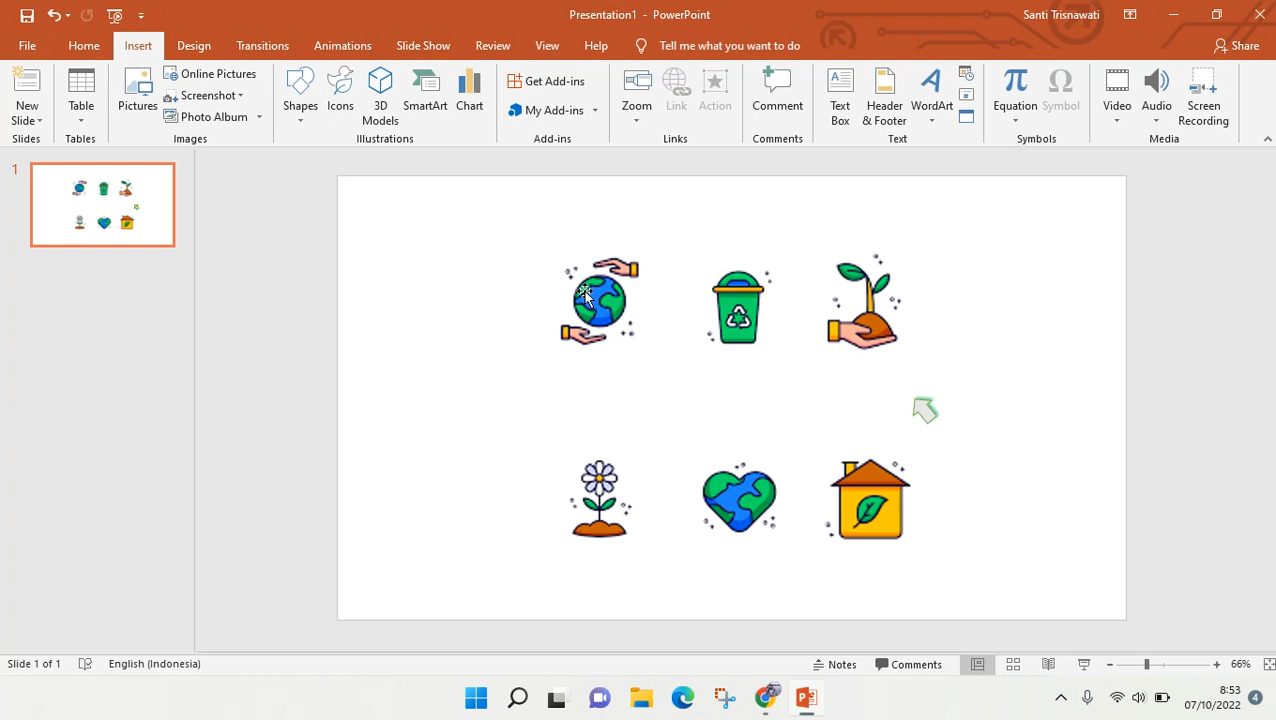 Presentation1 - PowerPoint
Santi Trisnawati
File Home Insert Design Transitions Animations Slide Show Review View Help Tell me what you want to do Share
New Slide
Slides
Table
Tables
Pictures
Online Pictures
Screenshot
Photo Album
Images
Shapes
Icons
3D Models
SmartArt
Chart
Illustrations
Get Add-ins
My Add-ins
Add-ins
Zoom
Link
Action
Links
Comment
Comments
Text Box
Header & Footer
WordArt
Text
Equation
Symbol
Symbols
Video
Audio
Screen Recording
Media
1
Slide 1 of 1 English (Indonesia) Notes Comments 66%
8:53
07/10/2022
4